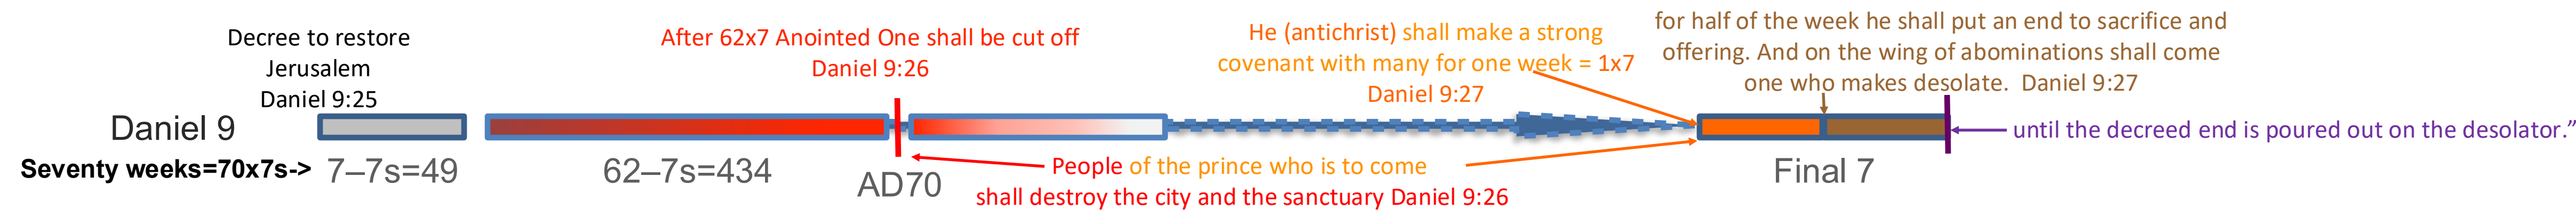 Decree to restore
Jerusalem
Daniel 9:25
After 62x7 Anointed One shall be cut off
Daniel 9:26
He (antichrist) shall make a strong
covenant with many for one week = 1x7
Daniel 9:27
for half of the week he shall put an end to sacrifice and
offering. And on the wing of abominations shall come
one who makes desolate. Daniel 9:27
Daniel 9
until the decreed end is poured out on the desolator.”
Seventy weeks=70x7s->
7–7s=49
62–7s=434
AD70
People of the prince who is to come
shall destroy the city and the sanctuary Daniel 9:26
Final 7